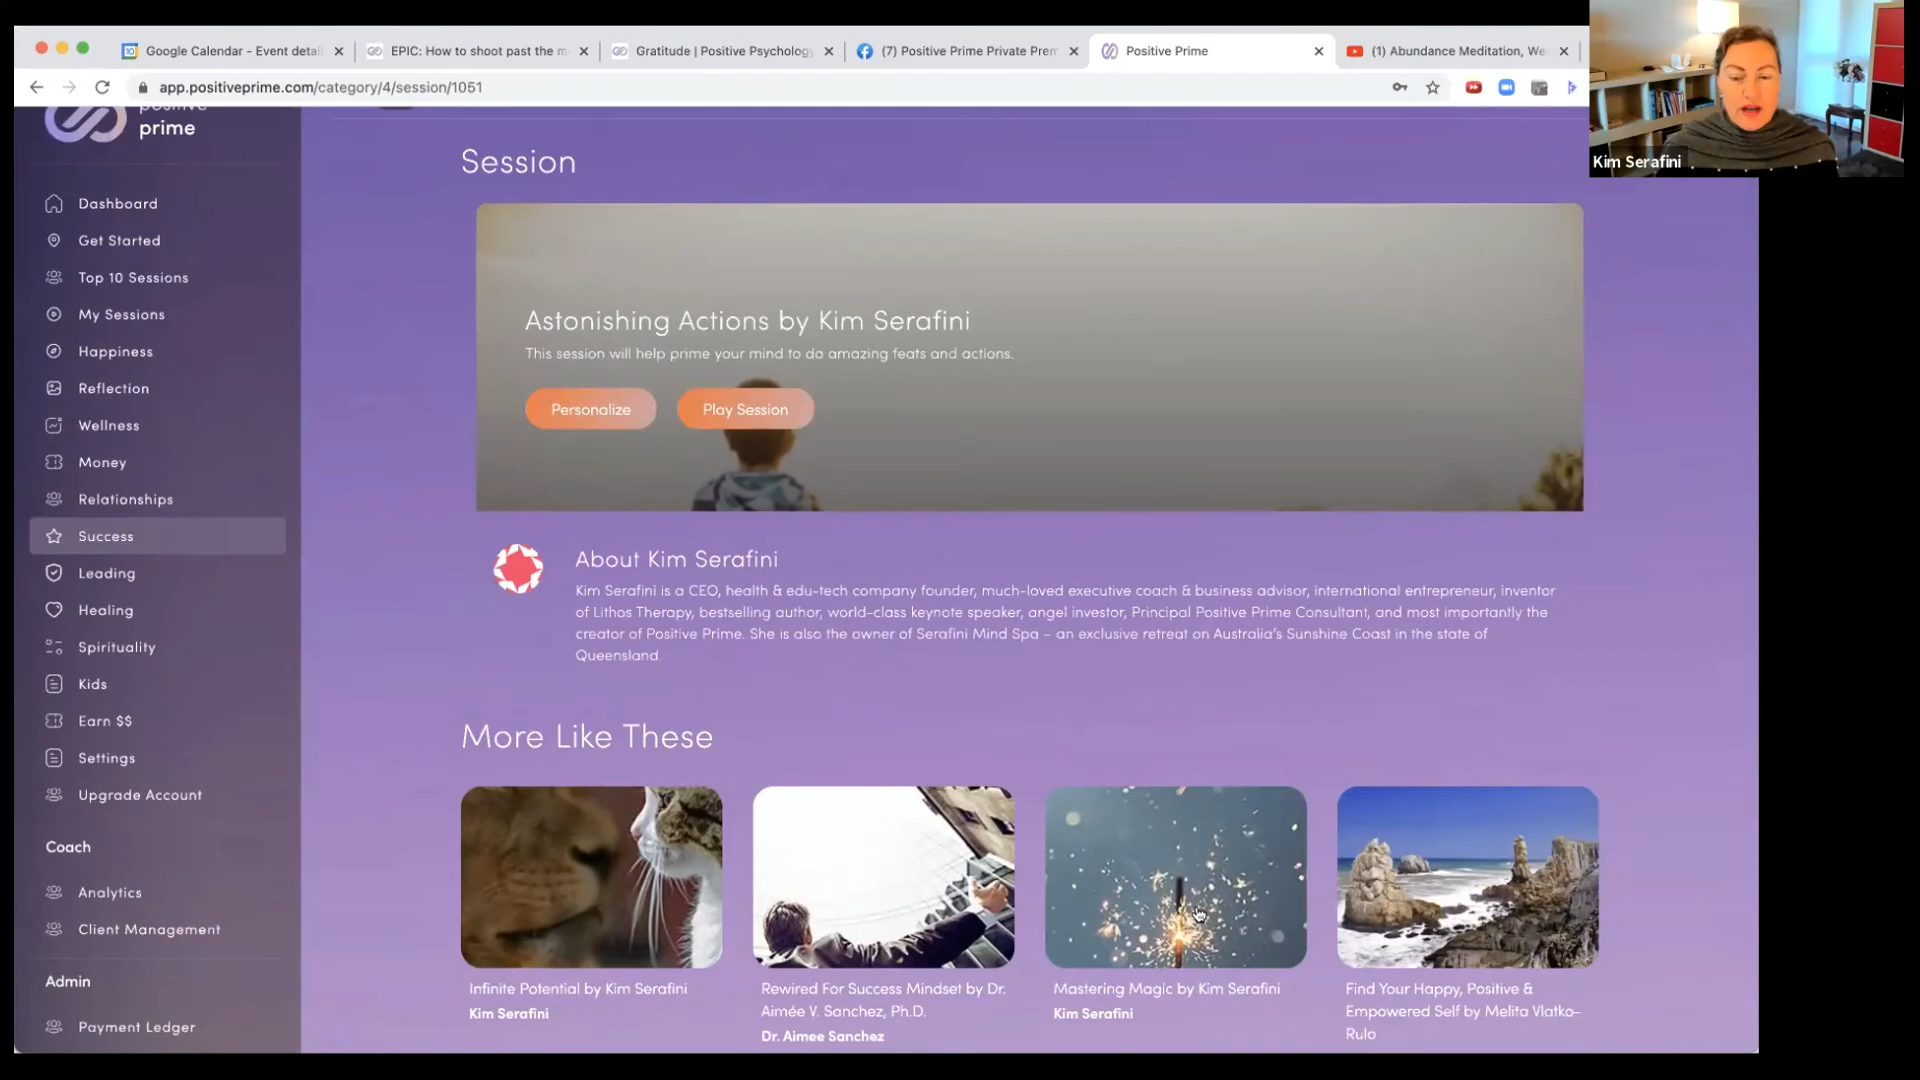 Google Calendar - Event detail
EPIC: How to shoot past the m
Gratitude | Positive Psychology
(7) Positive Prime Private Prem
Positive Prime
(1) Abundance Meditation, We
app.positiveprime.com/category/4/session/1051
Kim Serafini
positive
prime
Dashboard
Get Started
Top 10 Sessions
My Sessions
Happiness
Reflection
Wellness
Money
Relationships
Success
Leading
Healing
Spirituality
Kids
Earn $$
Settings
Upgrade Account
Coach
Analytics
Client Management
Admin
Payment Ledger
Session
Astonishing Actions by Kim Serafini
This session will help prime your mind to do amazing feats and actions.
Personalize
Play Session
About Kim Serafini
Kim Serafini is a CEO, health & edu-tech company founder, much-loved executive coach & business advisor, international entrepreneur, inventor
of Lithos Therapy, bestselling author, world-class keynote speaker, angel investor, Principal Positive Prime Consultant, and most importantly the
creator of Positive Prime. She is also the owner of Serafini Mind Spa – an exclusive retreat on Australia's Sunshine Coast in the state of
Queensland.
More Like These
Infinite Potential by Kim Serafini
Kim Serafini
Rewired For Success Mindset by Dr.
Aimée V. Sanchez, Ph.D.
Dr. Aimee Sanchez
Mastering Magic by Kim Serafini
Kim Serafini
Find Your Happy, Positive &
Empowered Self by Melita Vlatko-
Rulo